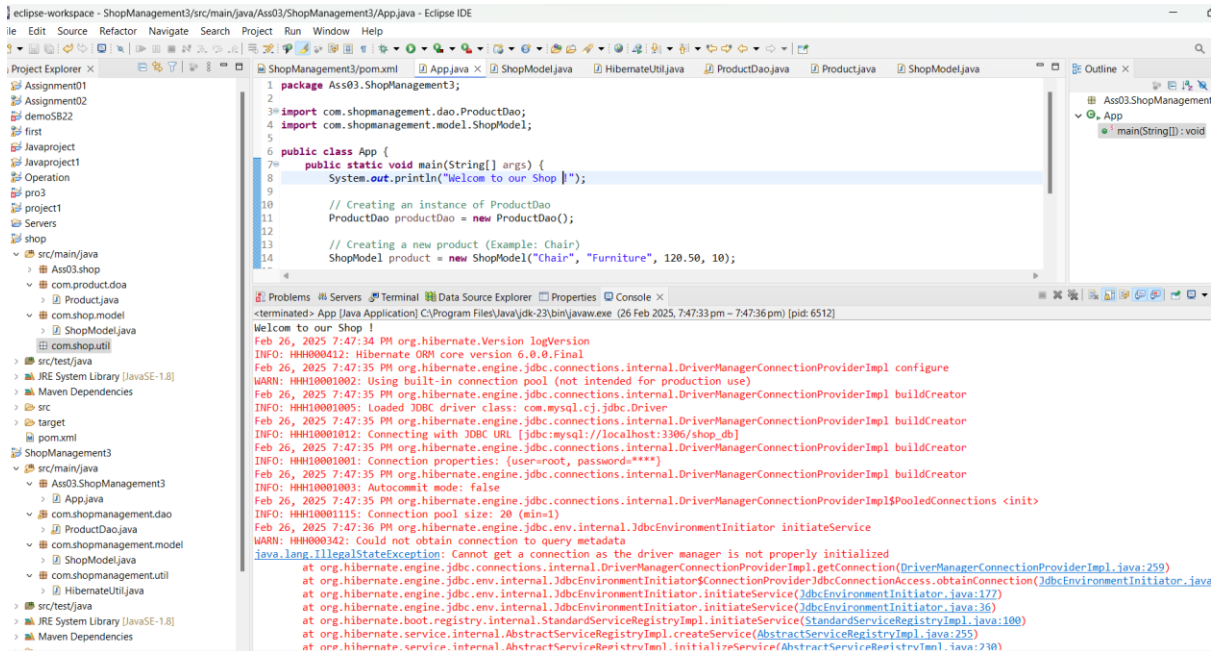 eclipse-workspace - ShopManagement3/src/main/java/Ass03/ShopManagement3/App.java - Eclipse IDE
Edit Source Refactor Navigate Search Project Run Window Help
Project Explorer
Assignment01
Assignment02
demoSB22
first
Javaproject
Javaproject1
Operation
pro3
project1
Servers
shop
src/main/java
Ass03.shop
com.product.doa
Product.java
com.shop.model
ShopModel.java
com.shop.util
src/test/java
JRE System Library [JavaSE-1.8]
Maven Dependencies
src
target
pom.xml
ShopManagement3
src/main/java
Ass03.ShopManagement3
App.java
com.shopmanagement.dao
ProductDao.java
com.shopmanagement.model
ShopModel.java
com.shopmanagement.util
HibernateUtil.java
src/test/java
JRE System Library [JavaSE-1.8]
Maven Dependencies
ShopManagement3/pom.xml App.java ShopModel.java HibernateUtil.java ProductDao.java Product.java ShopModel.java
1 package Ass03.ShopManagement3;
2
3 import com.shopmanagement.dao.ProductDao;
4 import com.shopmanagement.model.ShopModel;
5
6 public class App {
7 public static void main(String[] args) {
8 System.out.println("Welcom to our Shop !");
9
10 // Creating an instance of ProductDao
11 ProductDao productDao = new ProductDao();
12
13 // Creating a new product (Example: Chair)
14 ShopModel product = new ShopModel("Chair", "Furniture", 120.50, 10);
Outline
Ass03.ShopManagement
App
main(String[]) : void
Problems Servers Terminal Data Source Explorer Properties Console
<terminated> App [Java Application] C:\Program Files\Java\jdk-23\bin\javaw.exe (26 Feb 2025, 7:47:33 pm – 7:47:36 pm) [pid: 6512]
Welcom to our Shop !
Feb 26, 2025 7:47:34 PM org.hibernate.Version logVersion
INFO: HHH000412: Hibernate ORM core version 6.0.0.Final
Feb 26, 2025 7:47:35 PM org.hibernate.engine.jdbc.connections.internal.DriverManagerConnectionProviderImpl configure
WARN: HHH10001002: Using built-in connection pool (not intended for production use)
Feb 26, 2025 7:47:35 PM org.hibernate.engine.jdbc.connections.internal.DriverManagerConnectionProviderImpl buildCreator
INFO: HHH10001005: Loaded JDBC driver class: com.mysql.cj.jdbc.Driver
Feb 26, 2025 7:47:35 PM org.hibernate.engine.jdbc.connections.internal.DriverManagerConnectionProviderImpl buildCreator
INFO: HHH10001012: Connecting with JDBC URL [jdbc:mysql://localhost:3306/shop_db]
Feb 26, 2025 7:47:35 PM org.hibernate.engine.jdbc.connections.internal.DriverManagerConnectionProviderImpl buildCreator
INFO: HHH10001001: Connection properties: {user=root, password=****}
Feb 26, 2025 7:47:35 PM org.hibernate.engine.jdbc.connections.internal.DriverManagerConnectionProviderImpl buildCreator
INFO: HHH10001003: Autocommit mode: false
Feb 26, 2025 7:47:35 PM org.hibernate.engine.jdbc.connections.internal.DriverManagerConnectionProviderImpl$PooledConnections <init>
INFO: HHH10001115: Connection pool size: 20 (min=1)
Feb 26, 2025 7:47:36 PM org.hibernate.engine.jdbc.env.internal.JdbcEnvironmentInitiator initiateService
WARN: HHH000342: Could not obtain connection to query metadata
java.lang.IllegalStateException: Cannot get a connection as the driver manager is not properly initialized
at org.hibernate.engine.jdbc.connections.internal.DriverManagerConnectionProviderImpl.getConnection(DriverManagerConnectionProviderImpl.java:259)
at org.hibernate.engine.jdbc.env.internal.JdbcEnvironmentInitiator$ConnectionProviderJdbcConnectionAccess.obtainConnection(JdbcEnvironmentInitiator.java
at org.hibernate.engine.jdbc.env.internal.JdbcEnvironmentInitiator.initiateService(JdbcEnvironmentInitiator.java:177)
at org.hibernate.engine.jdbc.env.internal.JdbcEnvironmentInitiator.initiateService(JdbcEnvironmentInitiator.java:36)
at org.hibernate.boot.registry.internal.StandardServiceRegistryImpl.initiateService(StandardServiceRegistryImpl.java:100)
at org.hibernate.service.internal.AbstractServiceRegistryImpl.createService(AbstractServiceRegistryImpl.java:255)
at org.hibernate.service.internal.AbstractServiceRegistryImpl.initializeService(AbstractServiceRegistryImpl.java:230)